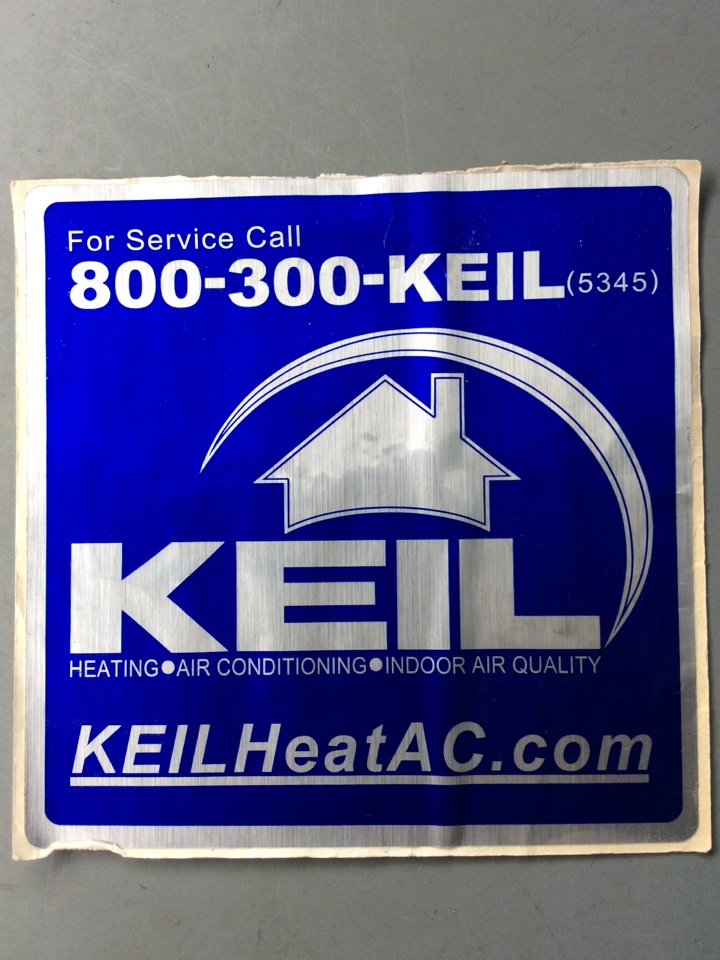 For Service Call
800-300-KEIL(5345)
KEIL
HEATING●AIR CONDITIONING●INDOOR AIR QUALITY
KEILHeatAC.com